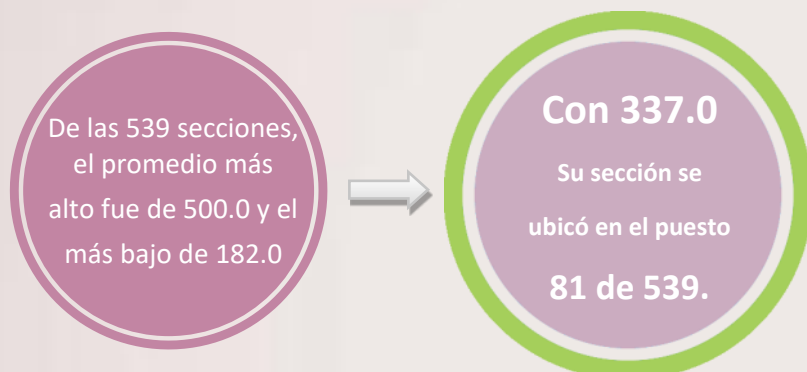 De las 539 secciones,
el promedio más
alto fue de 500.0 y el
más bajo de 182.0
Con 337.0
Su sección se
ubicó en el puesto
81 de 539.